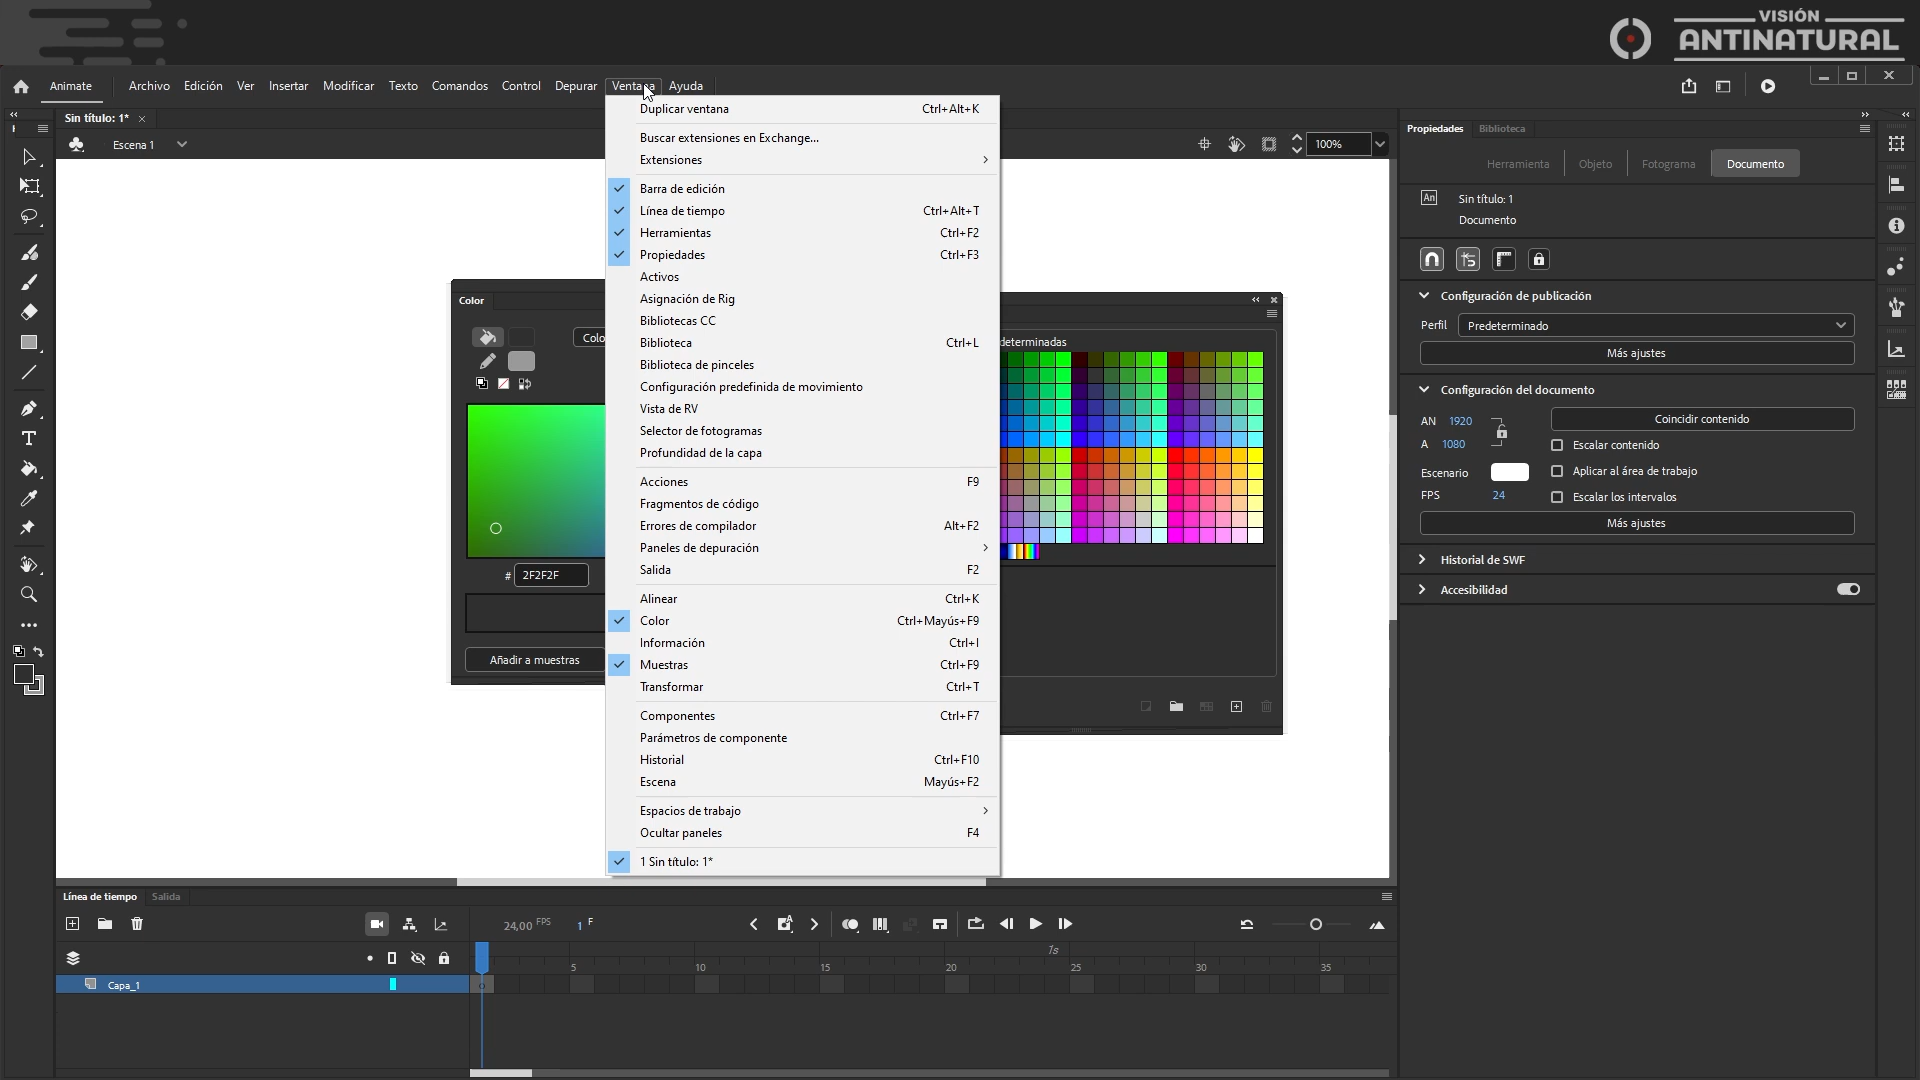 VISIÓN
ANTINATURAL
Animate
Archivo
Edición
Ver
Insertar
Modificar
Texto
Comandos
Control
Depurar
Ventana
Ayuda
Sin título: 1*
Escena 1
100%
Duplicar ventana Ctrl+Alt+K
Buscar extensiones en Exchange...
Extensiones
Barra de edición
Línea de tiempo Ctrl+Alt+T
Herramientas Ctrl+F2
Propiedades Ctrl+F3
Activos
Asignación de Rig
Bibliotecas CC
Biblioteca Ctrl+L
Biblioteca de pinceles
Configuración predefinida de movimiento
Vista de RV
Selector de fotogramas
Profundidad de la capa
Acciones F9
Fragmentos de código
Errores de compilador Alt+F2
Paneles de depuración
Salida F2
Alinear Ctrl+K
Color Ctrl+Mayús+F9
Información Ctrl+I
Muestras Ctrl+F9
Transformar Ctrl+T
Componentes Ctrl+F7
Parámetros de componente
Historial Ctrl+F10
Escena Mayús+F2
Espacios de trabajo
Ocultar paneles F4
1 Sin título: 1*
Color
Colo
# 2F2F2F
Añadir a muestras
determinadas
Propiedades
Biblioteca
Herramienta
Objeto
Fotograma
Documento
An
Sin título: 1
Documento
Configuración de publicación
Perfil Predeterminado
Más ajustes
Configuración del documento
AN 1920
A 1080
Coincidir contenido
Escalar contenido
Escenario
Aplicar al área de trabajo
FPS 24
Escalar los intervalos
Más ajustes
Historial de SWF
Accesibilidad
Línea de tiempo
Salida
24,00 FPS
1 F
1s
5 10 15 20 25 30 35
Capa_1